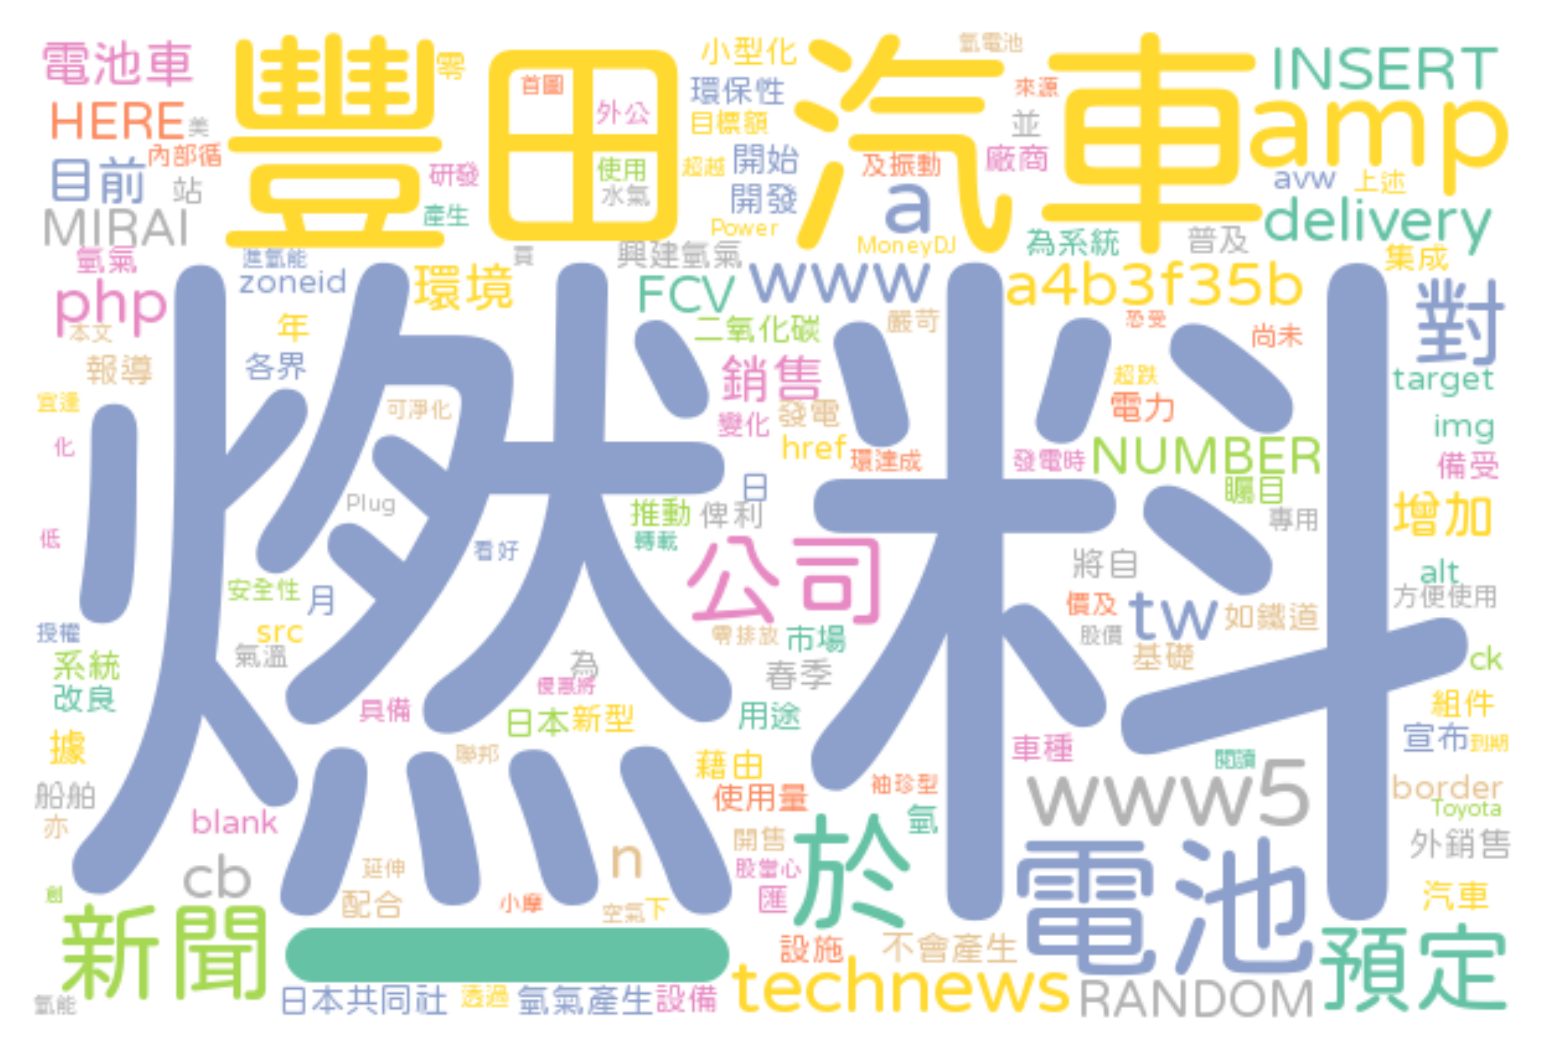 電池車
豐田汽車
零
首圖
外公
小型化
氫電池
來源
INSERT
HERE
美
環保性
目標額
並
amp
內部循
目前
站
研發
使用
水氣
超越
開始
及振動
廠商
avw
上述
MIRAI
產生
開發
a
Power
MoneyDJ
為系統
普及
delivery
氫氣
進氫能
興建氫氣
集成
php
zoneid
環境
FCV
www
a4b3f35b
對
本文
年
二氧化碳
嚴苛
恐受
尚未
報導
各界
燃料
銷售
超跌
target
宜達
可淨化
變化
發電
電力
img
化
href
環達成
發電時
NUMBER
備受
Plug
日
矚目
增加
低
推動
俾利
專用
轉載
看好
公司
將自
alt
安全性
月
價及
tw
如鐵道
方便使用
授權
src
零排放
市場
股價
系統
氣溫
為
春季
基礎
ck
改良
優惠將
具備
日本
新型
用途
組件
據
聯邦
藉由
車種
閱讀
宣布
到期
船舶
使用量
袖珍型
www5
border
Toyota
亦
blank
開售
於
氫
外銷售
cb
延伸
n
股當心
電池
創
配合
小摩
空氣
下
匯
汽車
新聞
一
設施
不會產生
預定
氫能
日本共同社
透過
氫氣產生
設備
technews
RANDOM